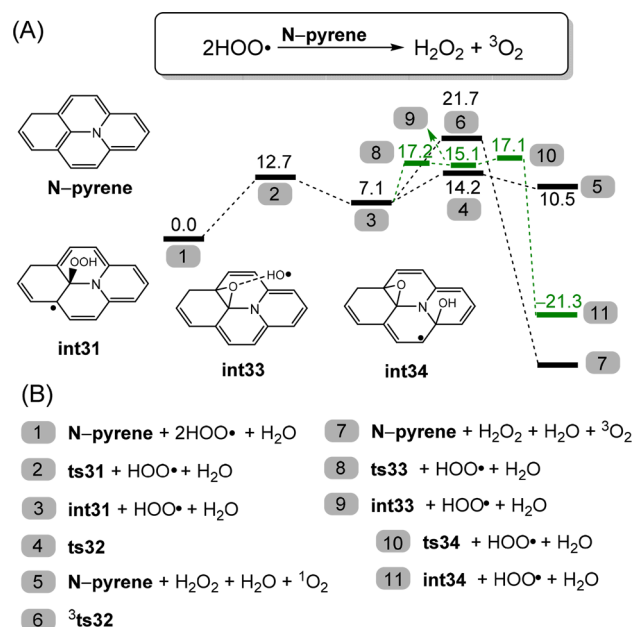 (A)
2HOO• N–pyrene H₂O₂ + ³O₂
N
N–pyrene
0.0
1
12.7
2
7.1
3
8
17.2
9
15.1
21.7
6
14.2
4
17.1
10
10.5
5
–21.3
11
7
OOH
N
int31
O HO•
N
int33
O OH
N
int34
(B)
1 N–pyrene + 2HOO• + H₂O
2 ts31 + HOO• + H₂O
3 int31 + HOO• + H₂O
4 ts32
5 N–pyrene + H₂O₂ + H₂O + ¹O₂
6 ³ts32
7 N–pyrene + H₂O₂ + H₂O + ³O₂
8 ts33 + HOO• + H₂O
9 int33 + HOO• + H₂O
10 ts34 + HOO• + H₂O
11 int34 + HOO• + H₂O